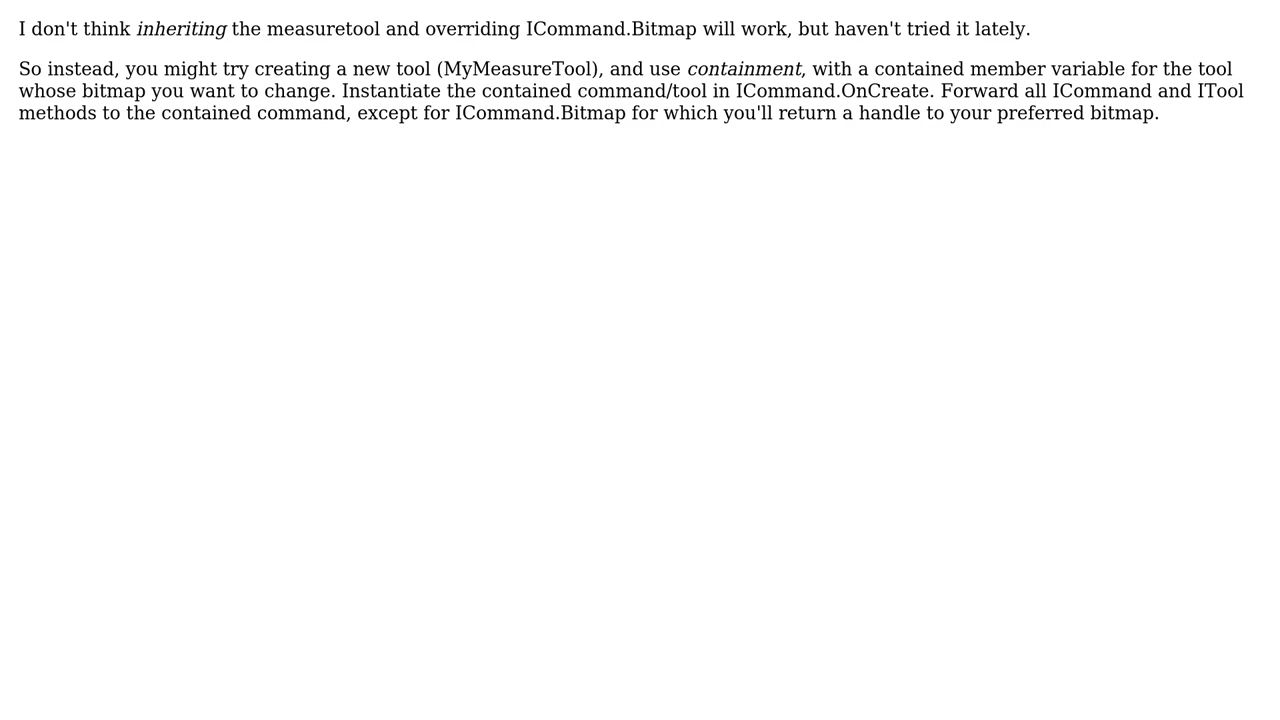 I don't think inheriting the measuretool and overriding ICommand.Bitmap will work, but haven't tried it lately.
So instead, you might try creating a new tool (MyMeasureTool), and use containment, with a contained member variable for the tool
whose bitmap you want to change. Instantiate the contained command/tool in ICommand.OnCreate. Forward all ICommand and ITool
methods to the contained command, except for ICommand.Bitmap for which you'll return a handle to your preferred bitmap.